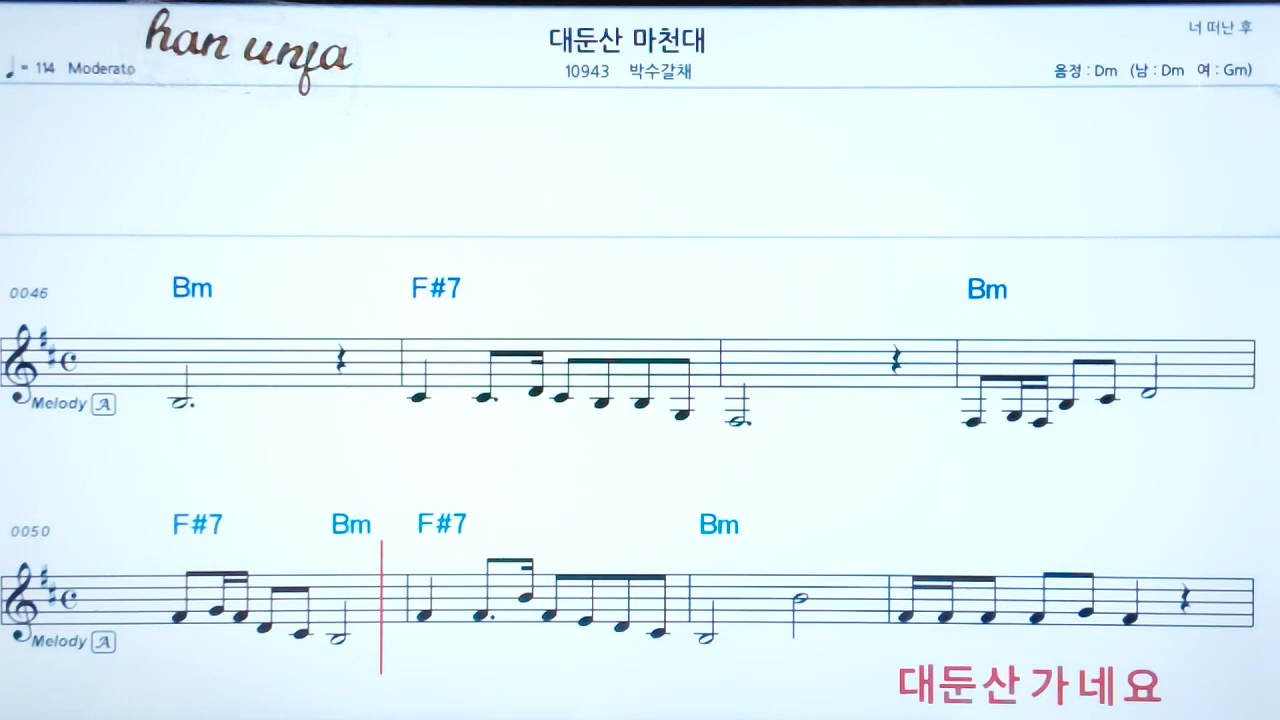 han unfa
대둔산 마천대
너 떠난 후
♩= 114 Moderato
10943 박수갈채
음정 : Dm (남 : Dm 여 : Gm)
0046 Bm F#7 Bm
Melody A
0050 F#7 Bm F#7 Bm
Melody A
대둔산 가네요